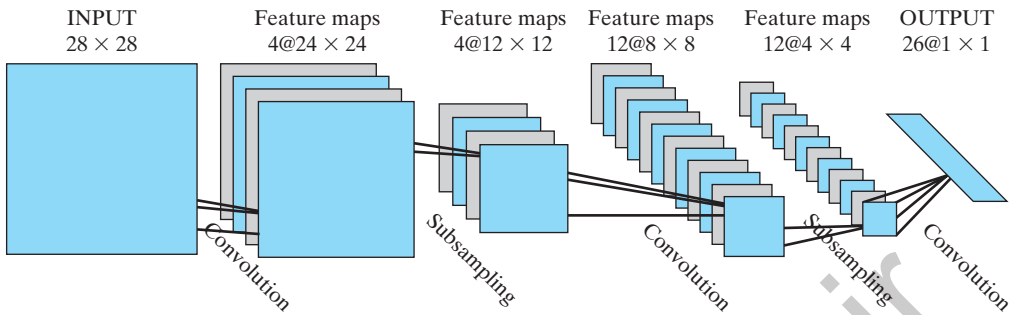 INPUT
28 × 28
Feature maps
4@24 × 24
Feature maps
4@12 × 12
Feature maps
12@8 × 8
Feature maps
12@4 × 4
OUTPUT
26@1 × 1
Convolution
Subsampling
Convolution
Subsampling
Convolution